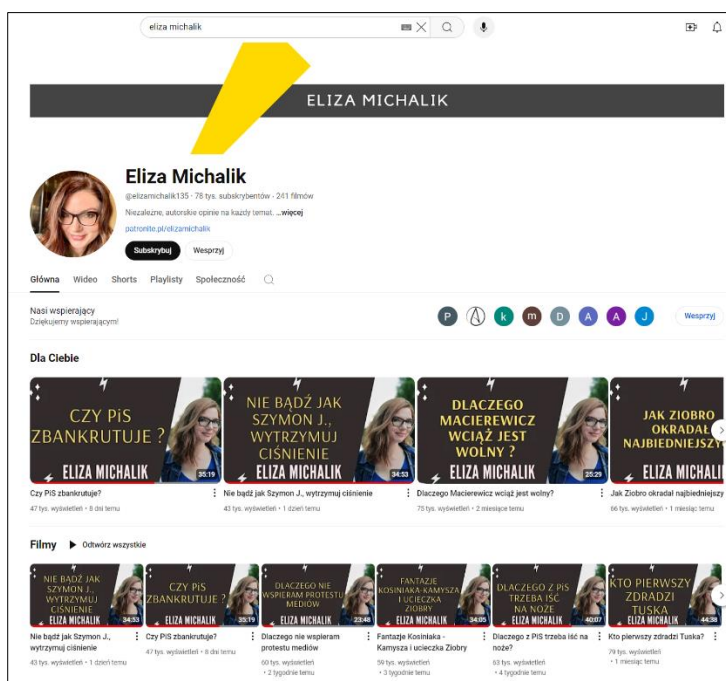 eliza michalik
ELIZA MICHALIK
Eliza Michalik
@elizamichalik135 · 78 tys. subskrybentów · 241 filmów
Niezależne, autorskie opinie na każdy temat. ...więcej
patronite.pl/elizamichalik
Subskrybuj Wesprzyj
Główna Wideo Shorts Playlisty Społeczność
Nasi wspierający
Dziękujemy wspierającym!
P A k m D A A J Wesprzyj
Dla Ciebie
CZY PiS
ZBANKRUTUJE ?
ELIZA MICHALIK
35:19
NIE BĄDŹ JAK
SZYMON J.,
WYTRZYMUJ
CIŚNIENIE
ELIZA MICHALIK
34:53
DLACZEGO
MACIEREWICZ
WCIĄŻ JEST
WOLNY ?
ELIZA MICHALIK
25:29
JAK ZIOBRO
OKRADAŁ
NAJBIEDNIEJSZY
ELIZA MICHALI
Czy PiS zbankrutuje?
47 tys. wyświetleń • 8 dni temu
Nie bądź jak Szymon J., wytrzymuj ciśnienie
43 tys. wyświetleń • 1 dzień temu
Dlaczego Macierewicz wciąż jest wolny?
75 tys. wyświetleń • 2 miesiące temu
Jak Ziobro okradał najbiedniejszy
66 tys. wyświetleń • 1 miesiąc temu
Filmy Odtwórz wszystkie
NIE BĄDŹ JAK
SZYMON J.,
WYTRZYMUJ
CIŚNIENIE
ELIZA MICHALIK
34:53
CZY PiS
ZBANKRUTUJE ?
ELIZA MICHALIK
35:19
DLACZEGO NIE
WSPIERAM PROTESTU
MEDIÓW
ELIZA MICHALIK
23:48
FANTAZJE
KOSINIAKA-KAMYSZA
I UCIECZKA
ZIOBRY
ELIZA MICHALIK
34:05
DLACZEGO Z PIS
TRZEBA IŚĆ
NA NOŻE
ELIZA MICHALIK
40:07
KTO PIERWSZY
ZDRADZI
TUSKA
ELIZA MICHALIK
44:38
Nie bądź jak Szymon J.,
wytrzymuj ciśnienie
43 tys. wyświetleń • 1 dzień temu
Czy PiS zbankrutuje?
47 tys. wyświetleń • 8 dni temu
Dlaczego nie wspieram
protestu mediów
60 tys. wyświetleń
• 2 tygodnie temu
Fantazje Kosiniaka -
Kamysza i ucieczka Ziobry
59 tys. wyświetleń
• 3 tygodnie temu
Dlaczego z PiS trzeba iść na
noże?
63 tys. wyświetleń
• 4 tygodnie temu
Kto pierwszy zdradzi Tuska?
79 tys. wyświetleń
• 1 miesiąc temu